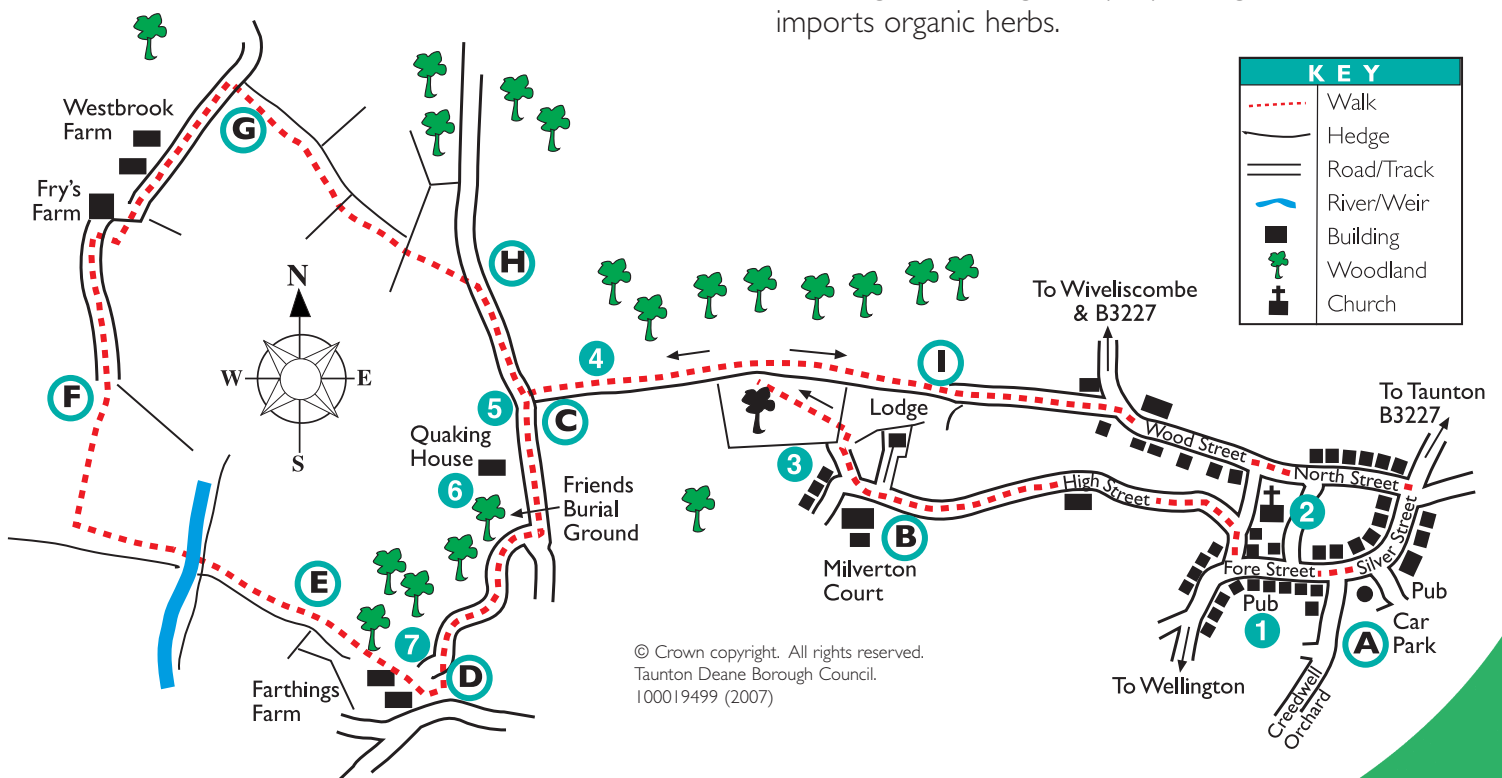 imports organic herbs.
KEY
Walk
Hedge
Road/Track
River/Weir
Building
Woodland
Church
Westbrook
Farm
G
Fry's
Farm
N
W
E
S
H
F
4
I
To Wiveliscombe
& B3227
To Taunton
B3227
5
C
Quaking
House
6
Friends
Burial
Ground
Lodge
3
Wood Street
North Street
High Street
2
B
Milverton
Court
Fore Street
Silver Street
Pub
1
Pub
A
Car
Park
E
7
D
Farthings
Farm
To Wellington
Creedwell
Orchard
© Crown copyright. All rights reserved.
Taunton Deane Borough Council.
100019499 (2007)